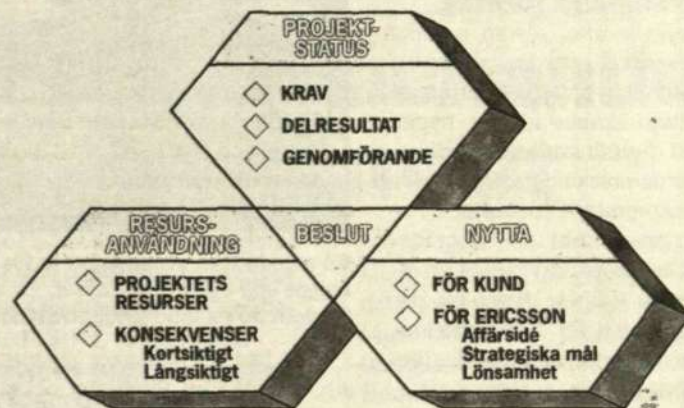 PROJEKT-
STATUS
KRAV
DELRESULTAT
GENOMFÖRANDE
RESURS-
ANVÄNDNING
PROJEKTETS
RESURSER
KONSEKVENSER
Kortsiktigt
Långsiktigt
BESLUT
NYTTA
FÖR KUND
FÖR ERICSSON
Affärsidé
Strategiska mål
Lönsamhet